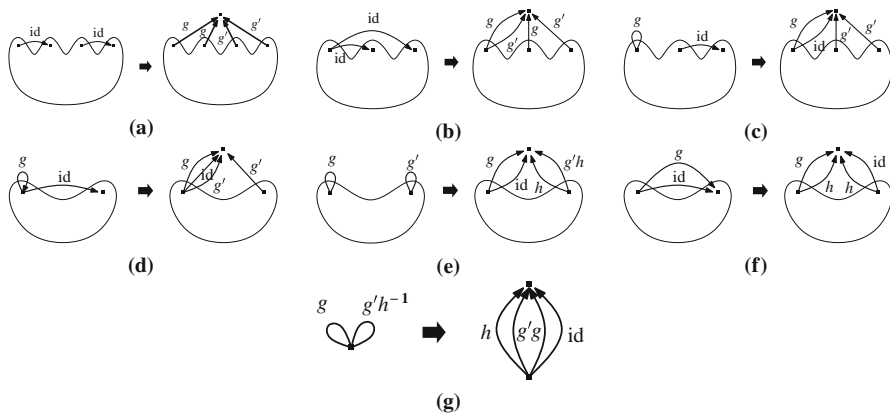 id id g g g′ g′
(a)
id id g g′ g g′
(b)
g id g id g′ g′
(c)
g id g id g′ g′
(d)
g g′ g id h g′h
(e)
g id g h h id
(f)
g g′h⁻¹ h g′g id
(g)